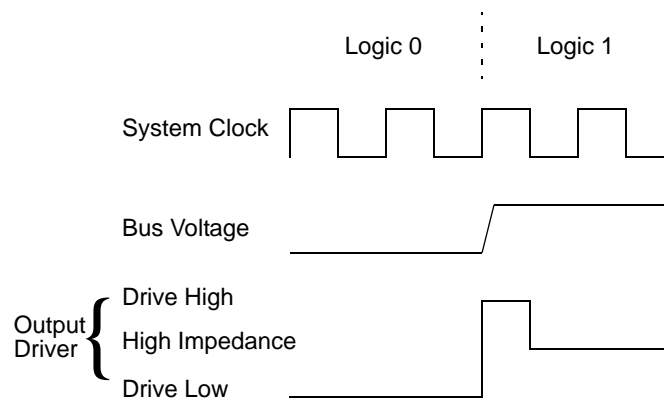 Logic 0
Logic 1
System Clock
Bus Voltage
Drive High
Output
Driver
High Impedance
Drive Low